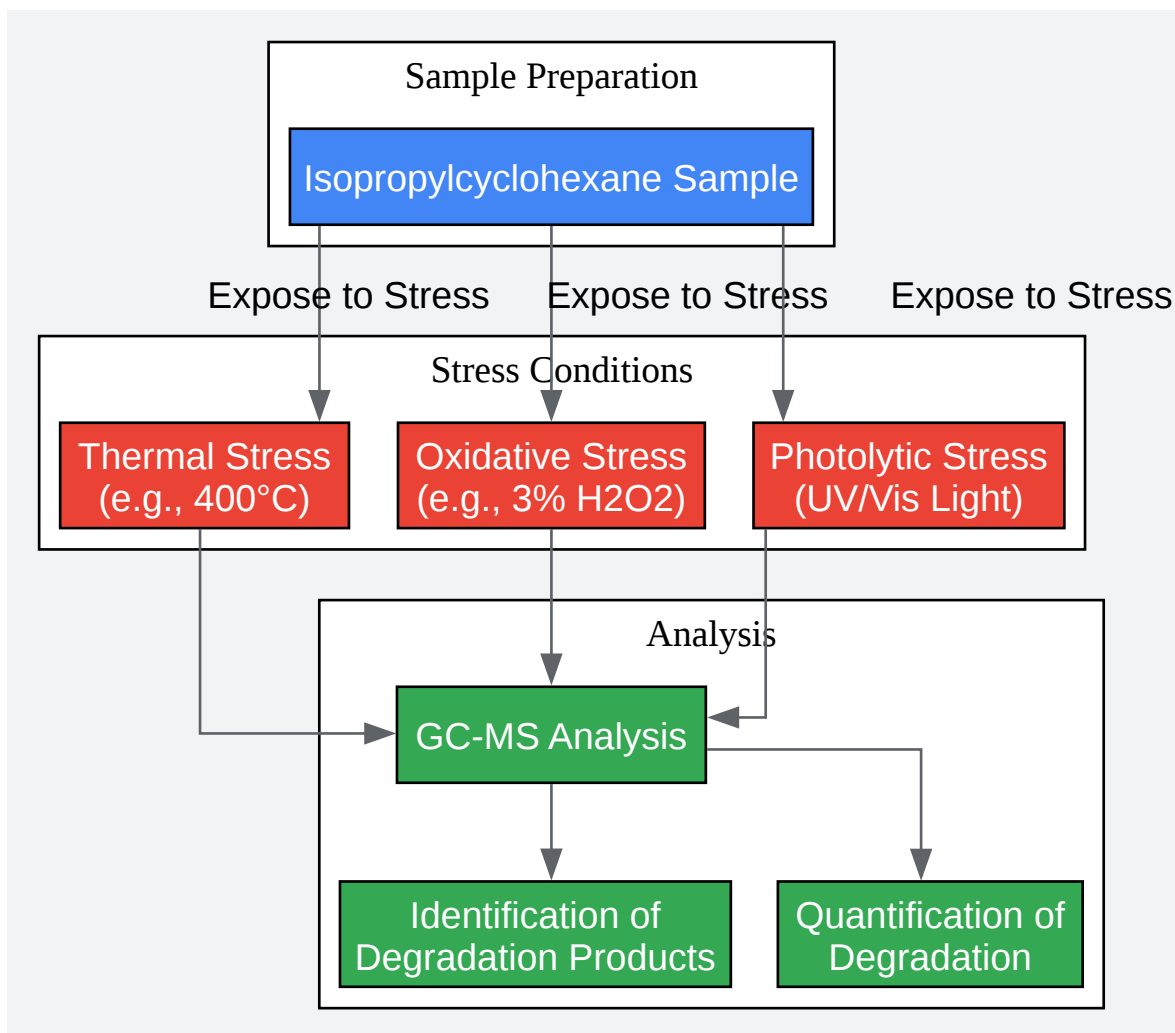 Sample Preparation
Isopropylcyclohexane Sample
Expose to Stress
Expose to Stress
Expose to Stress
Stress Conditions
Thermal Stress
(e.g., 400°C)
Oxidative Stress
(e.g., 3% H2O2)
Photolytic Stress
(UV/Vis Light)
Analysis
GC-MS Analysis
Identification of
Degradation Products
Quantification of
Degradation